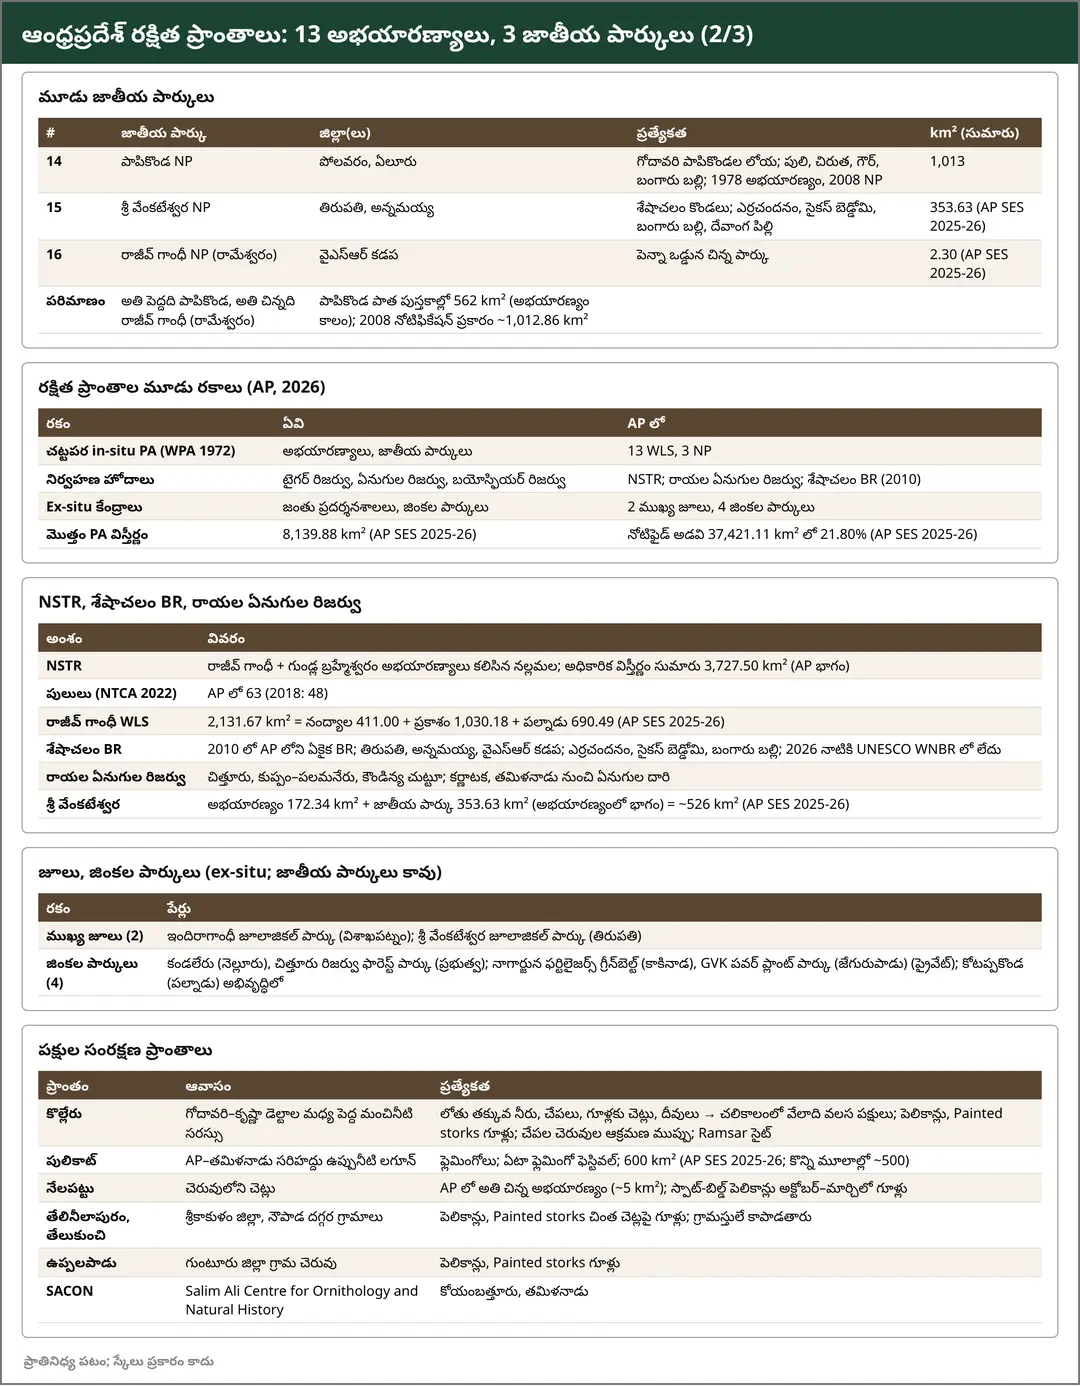 ఆంధ్రప్రదేశ్ రక్షిత ప్రాంతాలు: 13 అభయారణ్యాలు, 3 జాతీయ పార్కులు (2/3)
మూడు జాతీయ పార్కులు
# జాతీయ పార్కు జిల్లా(లు) ప్రత్యేకత km² (సుమారు)
14 పాపికొండ NP పోలవరం, ఏలూరు గోదావరి పాపికొండల లోయ; పులి, చిరుత, గౌర్, 1,013
బంగారు బల్లి; 1978 అభయారణ్యం, 2008 NP
15 శ్రీ వేంకటేశ్వర NP తిరుపతి, అన్నమయ్య శేషాచలం కొండలు; ఎర్రచందనం, సైకస్ బెడ్డోమి, 353.63 (AP SES
బంగారు బల్లి, దేవాంగ పిల్లి 2025-26)
16 రాజీవ్ గాంధీ NP (రామేశ్వరం) వైఎస్ఆర్ కడప పెన్నా ఒడ్డున చిన్న పార్కు 2.30 (AP SES
2025-26)
పరిమాణం అతి పెద్దది పాపికొండ, అతి చిన్నది పాపికొండ పాత పుస్తకాల్లో 562 km² (అభయారణ్యం
రాజీవ్ గాంధీ (రామేశ్వరం) కాలం); 2008 నోటిఫికేషన్ ప్రకారం ~1,012.86 km²
రక్షిత ప్రాంతాల మూడు రకాలు (AP, 2026)
రకం ఏవి AP లో
చట్టపర in-situ PA (WPA 1972) అభయారణ్యాలు, జాతీయ పార్కులు 13 WLS, 3 NP
నిర్వహణ హోదాలు టైగర్ రిజర్వు, ఏనుగుల రిజర్వు, బయోస్ఫియర్ రిజర్వు NSTR; రాయల ఏనుగుల రిజర్వు; శేషాచలం BR (2010)
Ex-situ కేంద్రాలు జంతు ప్రదర్శనశాలలు, జింకల పార్కులు 2 ముఖ్య జూలు, 4 జింకల పార్కులు
మొత్తం PA విస్తీర్ణం 8,139.88 km² (AP SES 2025-26) నోటిఫైడ్ అడవి 37,421.11 km² లో 21.80% (AP SES 2025-26)
NSTR, శేషాచలం BR, రాయల ఏనుగుల రిజర్వు
అంశం వివరం
NSTR రాజీవ్ గాంధీ + గుండ్ల బ్రహ్మేశ్వరం అభయారణ్యాలు కలిసిన నల్లమల; అధికారిక విస్తీర్ణం సుమారు 3,727.50 km² (AP భాగం)
పులులు (NTCA 2022) AP లో 63 (2018: 48)
రాజీవ్ గాంధీ WLS 2,131.67 km² = నంద్యాల 411.00 + ప్రకాశం 1,030.18 + పల్నాడు 690.49 (AP SES 2025-26)
శేషాచలం BR 2010 లో AP లోని ఏకైక BR; తిరుపతి, అన్నమయ్య, వైఎస్ఆర్ కడప; ఎర్రచందనం, సైకస్ బెడ్డోమి, బంగారు బల్లి; 2026 నాటికి UNESCO WNBR లో లేదు
రాయల ఏనుగుల రిజర్వు చిత్తూరు, కుప్పం–పలమనేరు, కౌండిన్య చుట్టూ; కర్ణాటక, తమిళనాడు నుంచి ఏనుగుల దారి
శ్రీ వేంకటేశ్వర అభయారణ్యం 172.34 km² + జాతీయ పార్కు 353.63 km² (అభయారణ్యంలో భాగం) = ~526 km² (AP SES 2025-26)
జూలు, జింకల పార్కులు (ex-situ; జాతీయ పార్కులు కావు)
రకం పేర్లు
ముఖ్య జూలు (2) ఇందిరాగాంధీ జూలాజికల్ పార్కు (విశాఖపట్నం); శ్రీ వేంకటేశ్వర జూలాజికల్ పార్కు (తిరుపతి)
జింకల పార్కులు కండలేరు (నెల్లూరు), చిత్తూరు రిజర్వు ఫారెస్ట్ పార్కు (ప్రభుత్వ); నాగార్జున ఫర్టిలైజర్స్ గ్రీన్‌బెల్ట్ (కాకినాడ), GVK పవర్ ప్లాంట్ పార్కు (జేగురుపాడు) (ప్రైవేట్); కోటప్పకొండ
(4) (పల్నాడు) అభివృద్ధిలో
పక్షుల సంరక్షణ ప్రాంతాలు
ప్రాంతం ఆవాసం ప్రత్యేకత
కొల్లేరు గోదావరి–కృష్ణా డెల్టాల మధ్య పెద్ద మంచినీటి లోతు తక్కువ నీరు, చేపలు, గూళ్లకు చెట్లు, దీవులు → చలికాలంలో వేలాది వలస పక్షులు; పెలికాన్లు, Painted
సరస్సు storks గూళ్లు; చేపల చెరువుల ఆక్రమణ ముప్పు; Ramsar సైట్
పులికాట్ AP–తమిళనాడు సరిహద్దు ఉప్పునీటి లగూన్ ఫ్లెమింగోలు; ఏటా ఫ్లెమింగో ఫెస్టివల్; 600 km² (AP SES 2025-26; కొన్ని మూలాల్లో ~500)
నేలపట్టు చెరువులోని చెట్లు AP లో అతి చిన్న అభయారణ్యం (~5 km²); స్పాట్-బిల్డ్ పెలికాన్లు అక్టోబర్–మార్చిలో గూళ్లు
తేలినీలాపురం, శ్రీకాకుళం జిల్లా, నౌపాడ దగ్గర గ్రామాలు పెలికాన్లు, Painted storks చింత చెట్లపై గూళ్లు; గ్రామస్తులే కాపాడతారు
తేలుకుంచి
ఉప్పలపాడు గుంటూరు జిల్లా గ్రామ చెరువు పెలికాన్లు, Painted storks గూళ్లు
SACON Salim Ali Centre for Ornithology and కోయంబత్తూరు, తమిళనాడు
Natural History
ప్రాతినిధ్య పటం; స్కేలు ప్రకారం కాదు